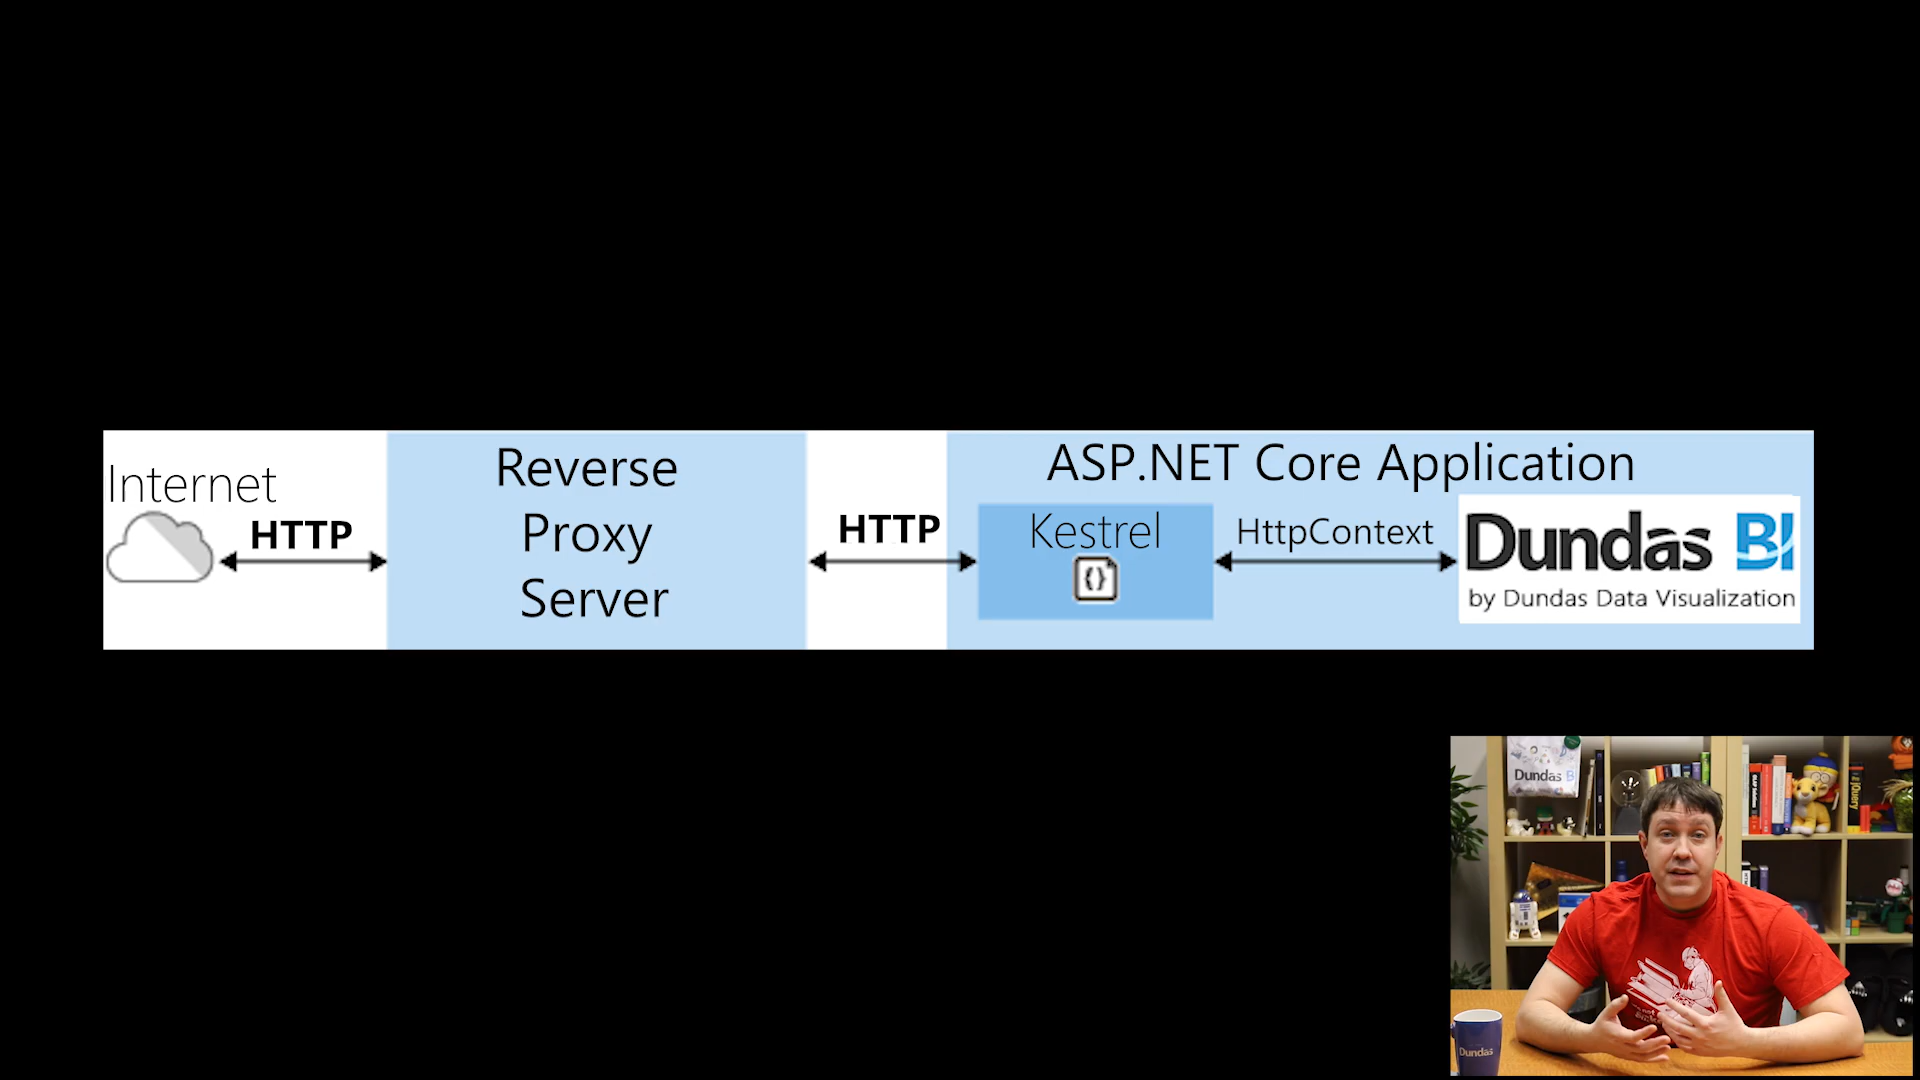 Internet
HTTP
Reverse
Proxy
Server
HTTP
ASP.NET Core Application
Kestrel
{}
HttpContext
Dundas BI
by Dundas Data Visualization
Dundas B
jQuery
Dundas